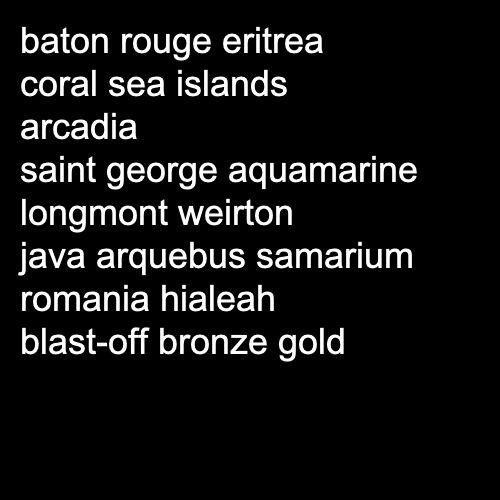 baton rouge eritrea
coral sea islands
arcadia
saint george aquamarine
longmont weirton
java arquebus samarium
romania hialeah
blast-off bronze gold